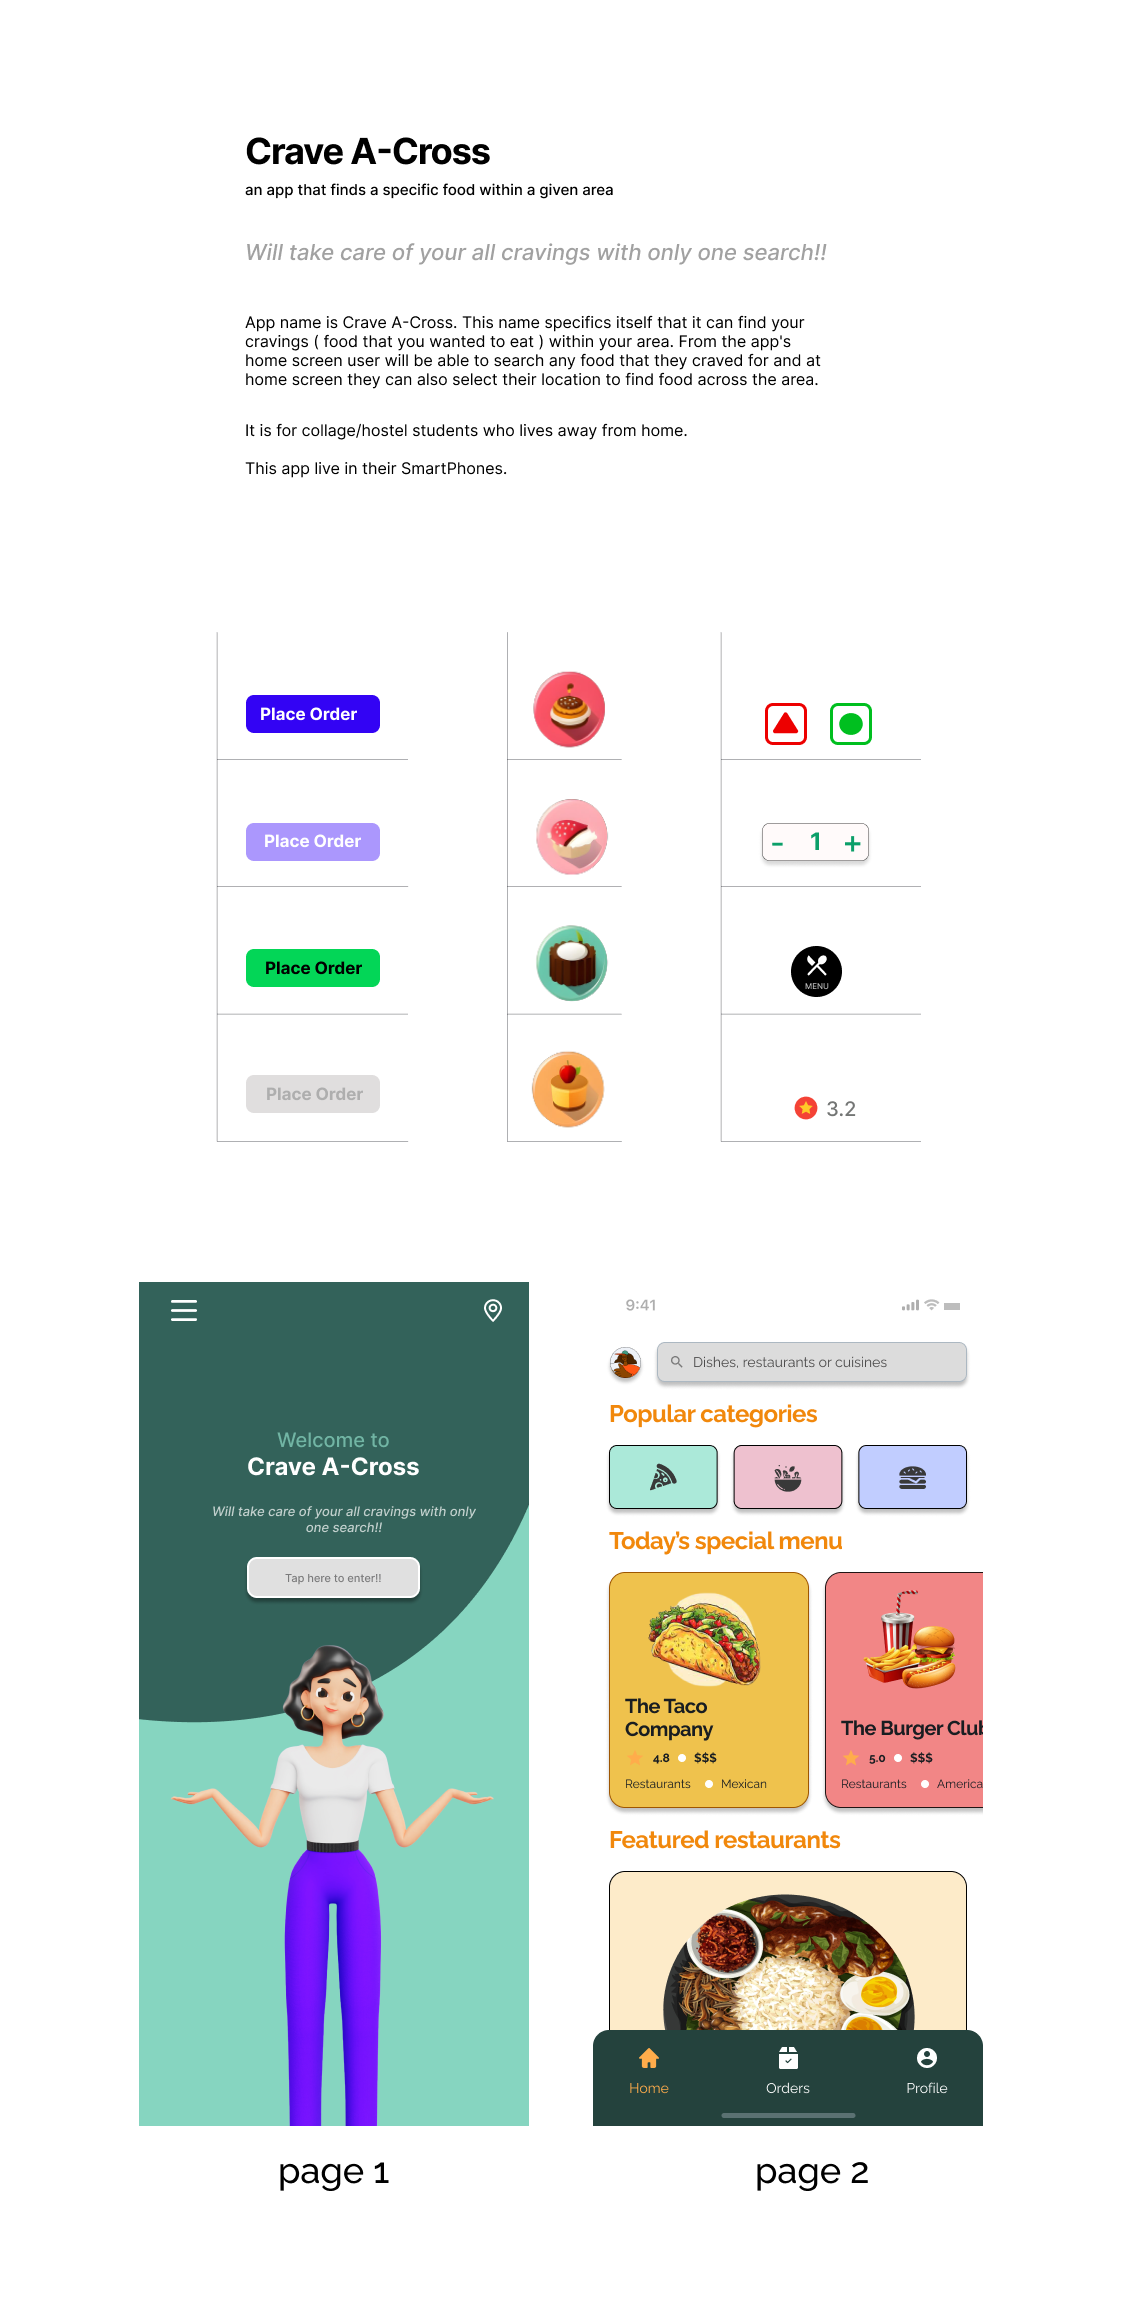 Crave A-Cross
an app that finds a specific food within a given area
Will take care of your all cravings with only one search!!
App name is Crave A-Cross. This name specifics itself that it can find your
cravings ( food that you wanted to eat ) within your area. From the app's
home screen user will be able to search any food that they craved for and at
home screen they can also select their location to find food across the area.
It is for collage/hostel students who lives away from home.
This app live in their SmartPhones.
Place Order
Place Order
- 1 +
Place Order
MENU
Place Order
3.2
Welcome to
Crave A-Cross
Will take care of your all cravings with only
one search!!
Tap here to enter!!
9:41
Dishes, restaurants or cuisines
Popular categories
Today's special menu
The Taco
Company
4.8 $$$
Restaurants Mexican
The Burger Club
5.0 $$$
Restaurants America
Featured restaurants
Home Orders Profile
page 1
page 2